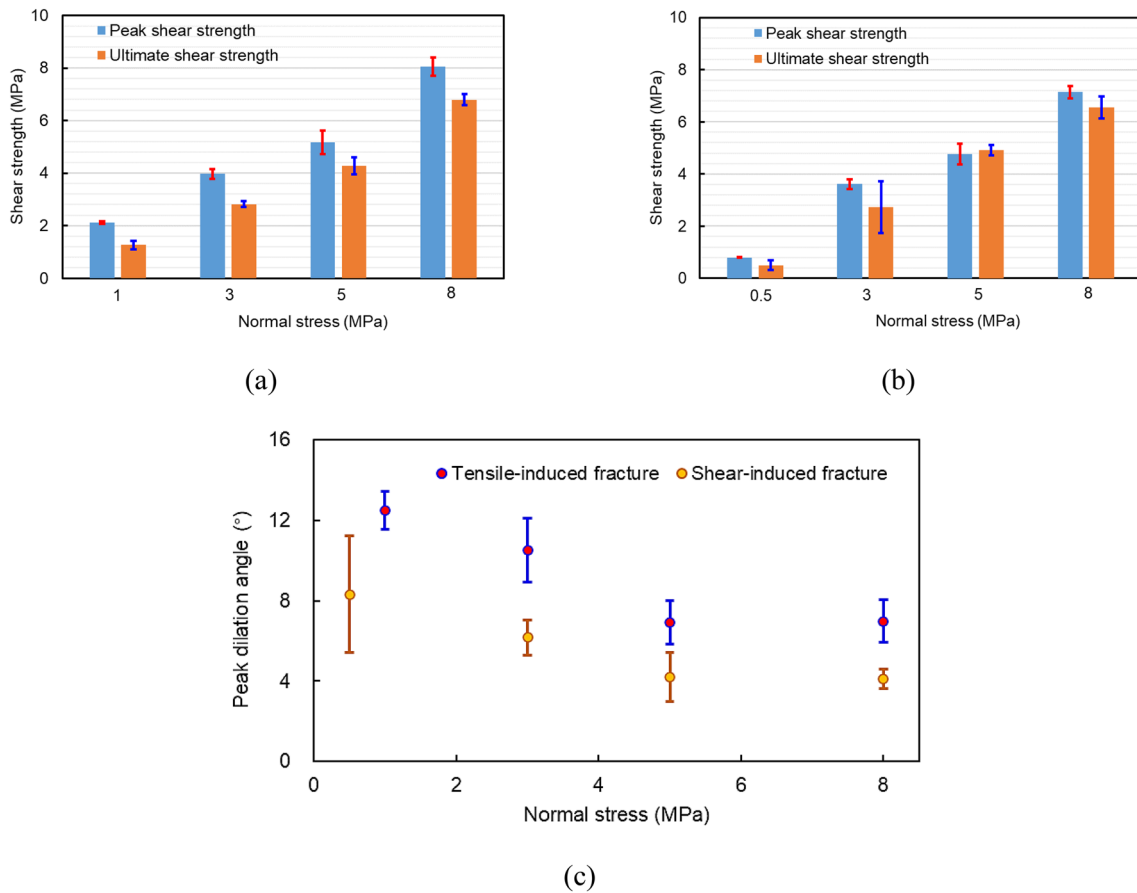 10
8
6
4
2
0
Shear strength (MPa)
Peak shear strength
Ultimate shear strength
1 3 5 8
Normal stress (MPa)
(a)
10
8
6
4
2
0
Shear strength (MPa)
Peak shear strength
Ultimate shear strength
0.5 3 5 8
Normal stress (MPa)
(b)
16
12
8
4
0
Peak dilation angle (°)
Tensile-induced fracture Shear-induced fracture
0 2 4 6 8
Normal stress (MPa)
(c)